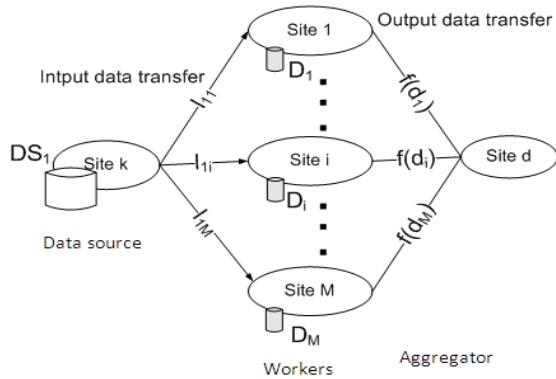 Site 1
Output data transfer
D1
Intput data transfer
I11
f(d1)
DS1
Site k
I1i
Site i
f(di)
Site d
Di
Data source
I1M
f(dM)
Site M
DM
Workers
Aggregator